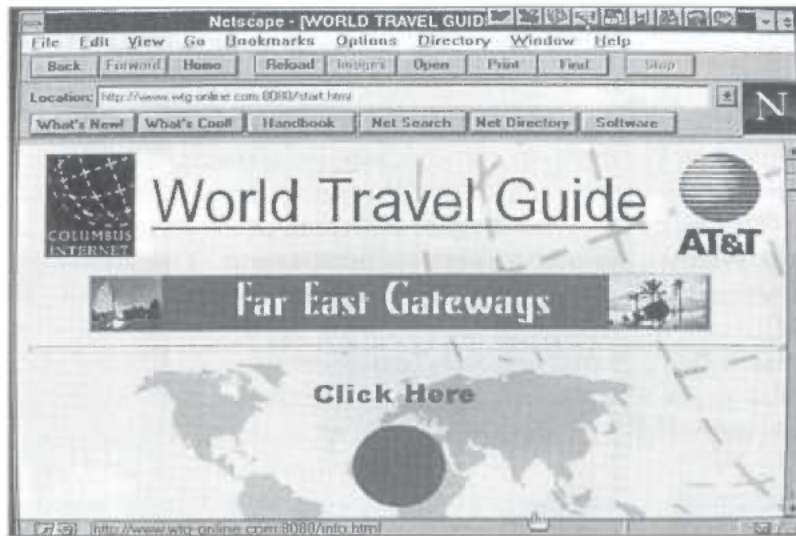 Netscape - [WORLD TRAVEL GUID
File Edit View Go Bookmarks Options Directory Window Help
Back Forward Home Reload Images Open Print Find Stop
Location: http://www.wtg-online.com:8080/start.html
N
What's New! What's Cool! Handbook Net Search Net Directory Software
World Travel Guide
COLUMBUS
INTERNET
AT&T
Far East Gateways
Click Here
http://www.wtg-online.com:8080/info.html